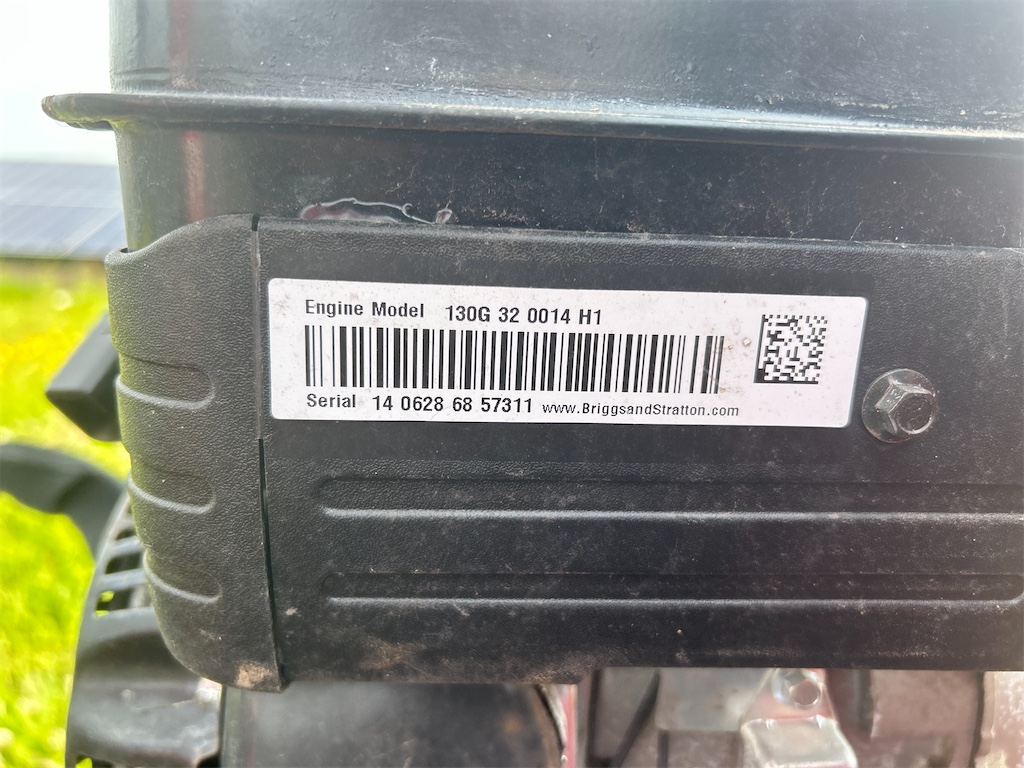 Engine Model 130G 32 0014 H1
Serial 14 0628 68 57311 www.BriggsandStratton.com